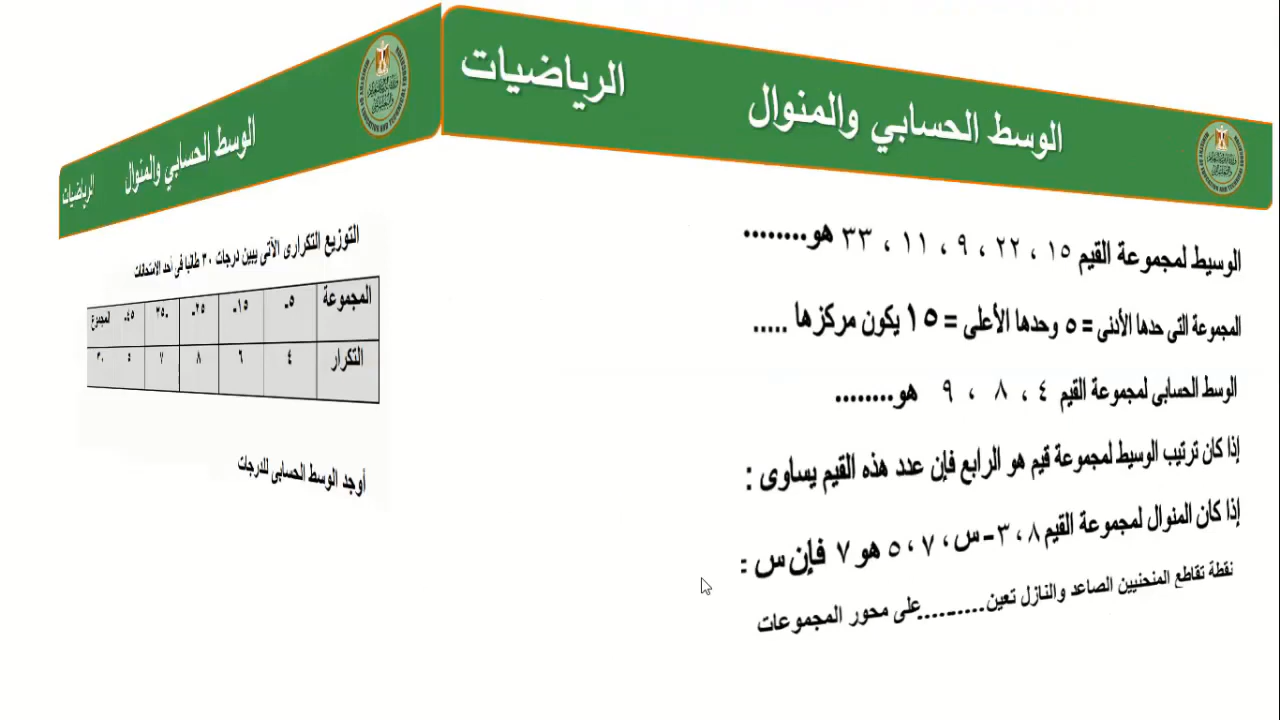 الرياضيات
الوسط الحسابي والمنوال
الوسيط لمجموعة القيم ١٥ ، ٢٢ ، ٩ ، ١١ ، ٣٣ هو........
المجموعة التى حدها الأدنى = ٥ وحدها الأعلى = ١٥ يكون مركزها .....
الوسط الحسابى لمجموعة القيم ٤ ، ٨ ، ٩ هو........
إذا كان ترتيب الوسيط لمجموعة قيم هو الرابع فإن عدد هذه القيم يساوى :
إذا كان المنوال لمجموعة القيم ٨ ، ٣ - س ، ٧ ، ٥ هو ٧ فإن س :
نقطة تقاطع المنحنيين الصاعد والنازل تعين..........على محور المجموعات
الوسط الحسابي والمنوال
الرياضيات
التوزيع التكرارى الآتى يبين درجات ٣٠ طالبا فى أحد الامتحانات
المجموعة ٥- ١٥- ٢٥- ٣٥- ٤٥- المجموع
التكرار ٤ ٦ ٨ ٧ ٥ ٣٠
أوجد الوسط الحسابى للدرجات